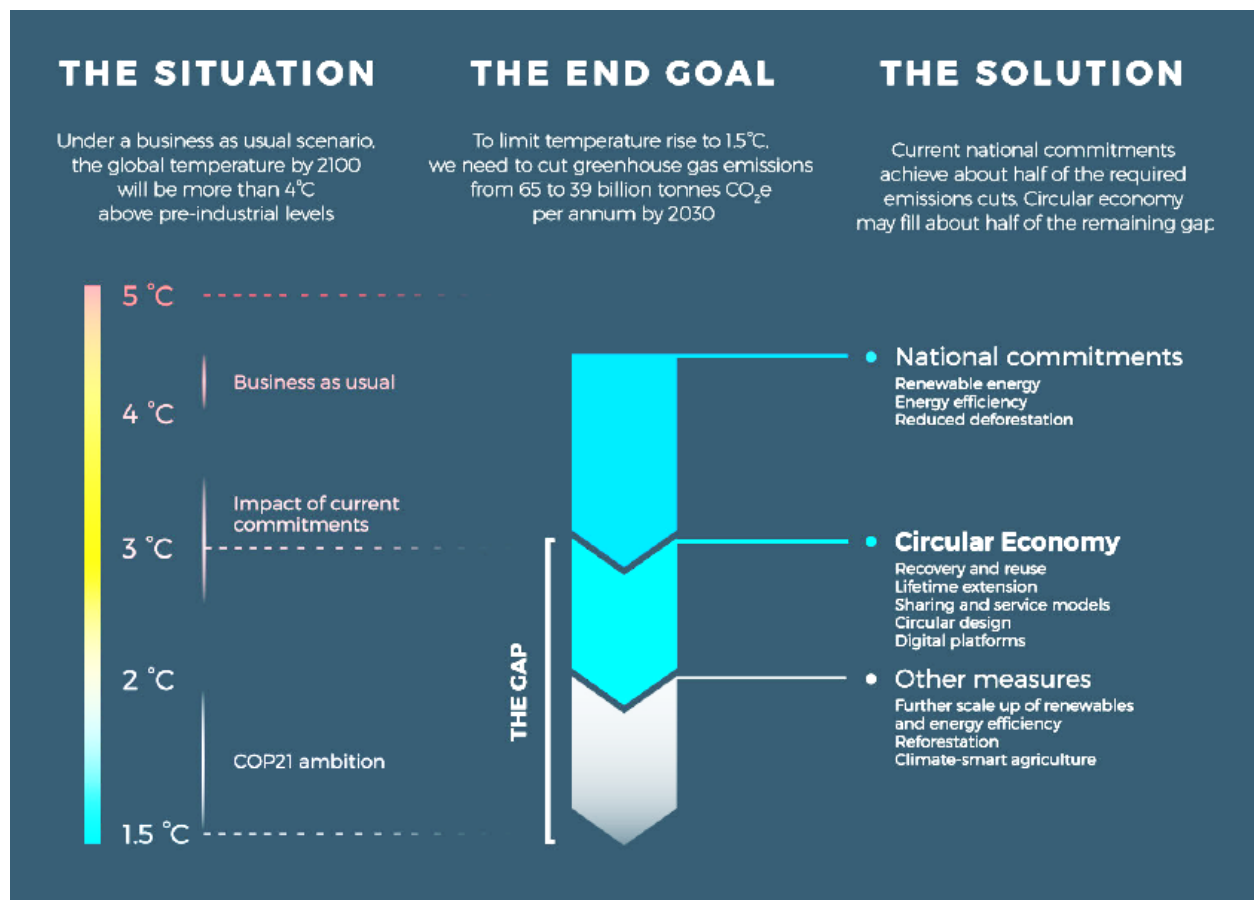 THE SITUATION
Under a business as usual scenario,
the global temperature by 2100
will be more than 4°C
above pre-industrial levels
THE END GOAL
To limit temperature rise to 1.5°C,
we need to cut greenhouse gas emissions
from 65 to 39 billion tonnes CO₂e
per annum by 2030
THE SOLUTION
Current national commitments
achieve about half of the required
emissions cuts. Circular economy
may fill about half of the remaining gap
5 °C
Business as usual
4 °C
Impact of current
commitments
3 °C
2 °C
COP21 ambition
1.5 °C
THE GAP
National commitments
Renewable energy
Energy efficiency
Reduced deforestation
Circular Economy
Recovery and reuse
Lifetime extension
Sharing and service models
Circular design
Digital platforms
Other measures
Further scale up of renewables
and energy efficiency
Reforestation
Climate-smart agriculture